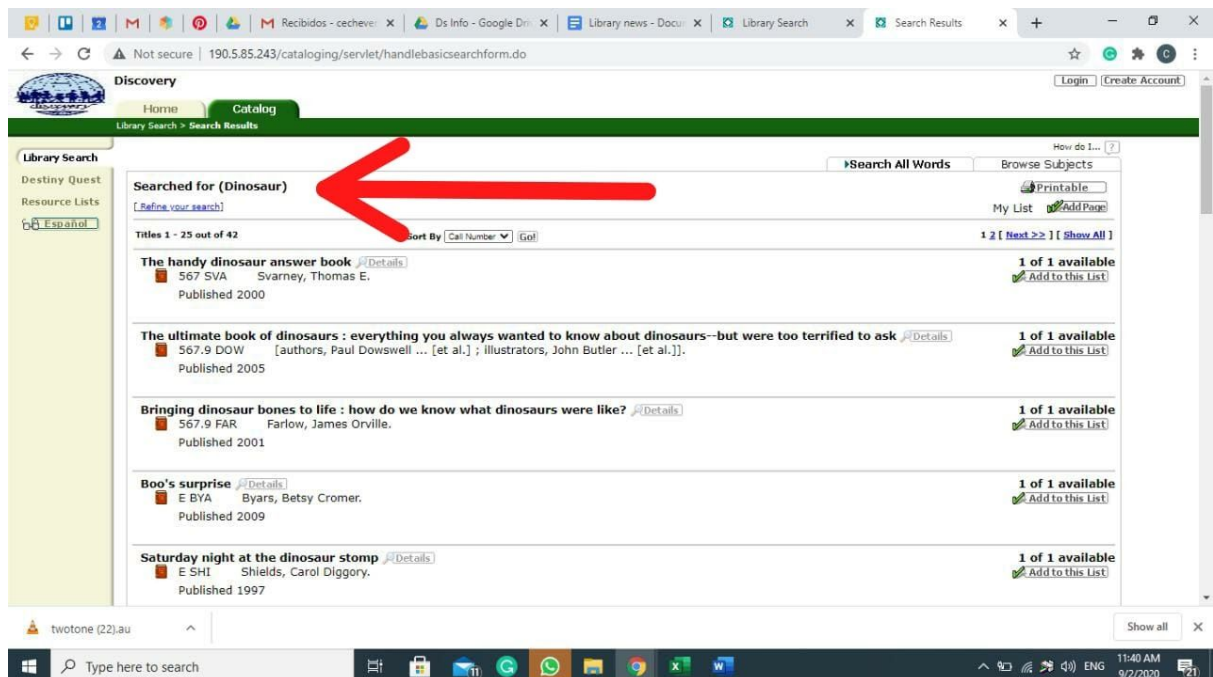 Recibidos - cechever
Ds Info - Google Dri
Library news - Docu
Library Search
Search Results
Not secure | 190.5.85.243/cataloging/servlet/handlebasicsearchform.do
Discovery
Login Create Account
Home Catalog
Library Search > Search Results
How do I... ?
Library Search
Search All Words Browse Subjects
Destiny Quest
Searched for (Dinosaur)
Printable
Resource Lists
[ Refine your search]
My List Add Page
Español
Titles 1 - 25 out of 42 Sort By Call Number Go! 1 2 [ Next >> ] [ Show All ]
The handy dinosaur answer book Details 1 of 1 available
567 SVA Svarney, Thomas E. Add to this List
Published 2000
The ultimate book of dinosaurs : everything you always wanted to know about dinosaurs--but were too terrified to ask Details 1 of 1 available
567.9 DOW [authors, Paul Dowswell ... [et al.] ; illustrators, John Butler ... [et al.]]. Add to this List
Published 2005
Bringing dinosaur bones to life : how do we know what dinosaurs were like? Details 1 of 1 available
567.9 FAR Farlow, James Orville. Add to this List
Published 2001
Boo's surprise Details 1 of 1 available
E BYA Byars, Betsy Cromer. Add to this List
Published 2009
Saturday night at the dinosaur stomp Details 1 of 1 available
E SHI Shields, Carol Diggory. Add to this List
Published 1997
twotone (22).au Show all
Type here to search
ENG 11:40 AM
9/2/2020